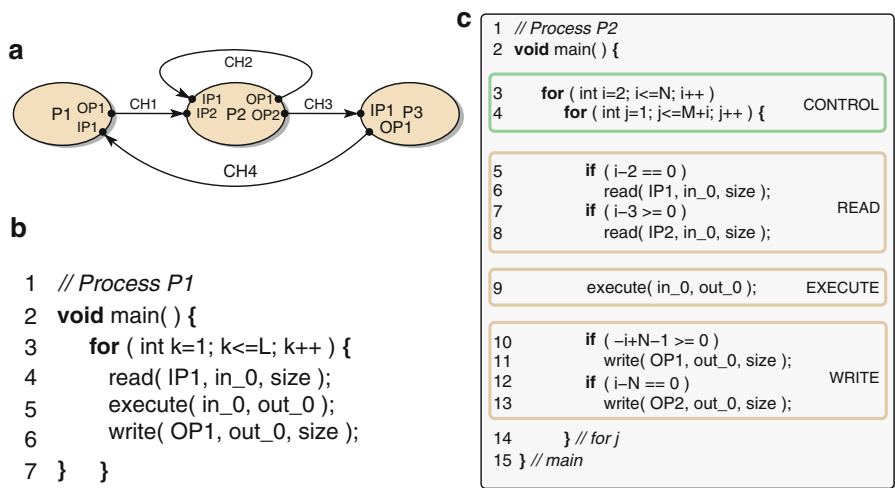 a
CH2
P1 OP1
IP1
CH1
IP1
IP2 P2
OP1
OP2
CH3
IP1 P3
OP1
CH4
b
1 // Process P1
2 void main( ) {
3 for ( int k=1; k<=L; k++ ) {
4 read( IP1, in_0, size );
5 execute( in_0, out_0 );
6 write( OP1, out_0, size );
7 } }
c
1 // Process P2
2 void main( ) {
3 for ( int i=2; i<=N; i++ )
4 for ( int j=1; j<=M+i; j++ ) {
CONTROL
5 if ( i−2 == 0 )
6 read( IP1, in_0, size );
7 if ( i−3 >= 0 )
8 read( IP2, in_0, size );
READ
9 execute( in_0, out_0 ); EXECUTE
10 if ( −i+N−1 >= 0 )
11 write( OP1, out_0, size );
12 if ( i−N == 0 )
13 write( OP2, out_0, size );
WRITE
14 } // for j
15 } // main